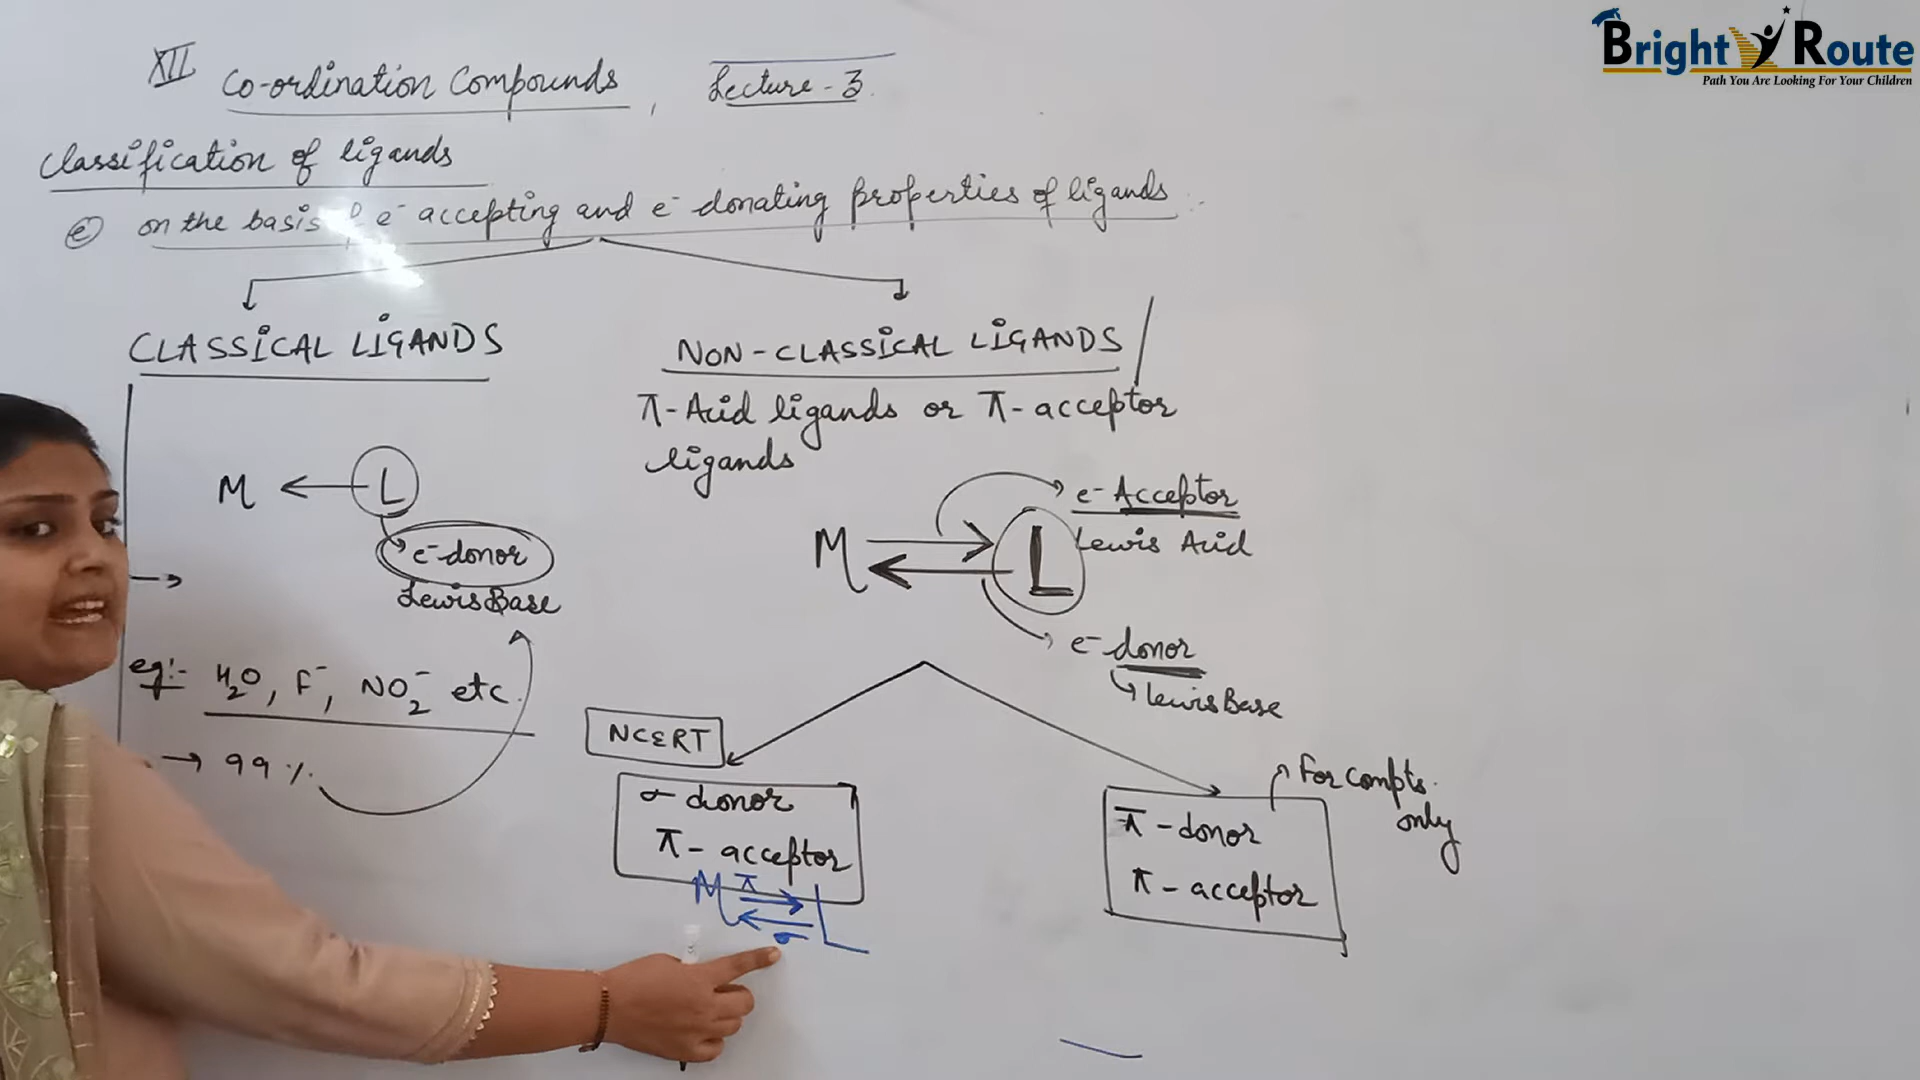 Bright Route
Path You Are Looking For Your Children
XII Co-ordination Compounds, Lecture-3
Classification of ligands
(e) on the basis of e⁻ accepting and e⁻ donating properties of ligands
CLASSICAL LIGANDS
M ← L
e⁻ donor
Lewis Base
eg:- H₂O, F⁻, NO₂⁻ etc.
→ 99 %
NON-CLASSICAL LIGANDS
π-Acid ligands or π-acceptor
ligands
e⁻ Acceptor
Lewis Acid
M L
e⁻ donor
Lewis Base
NCERT
σ donor
π-acceptor
M π L
σ
For Compts.
only
π-donor
π-acceptor